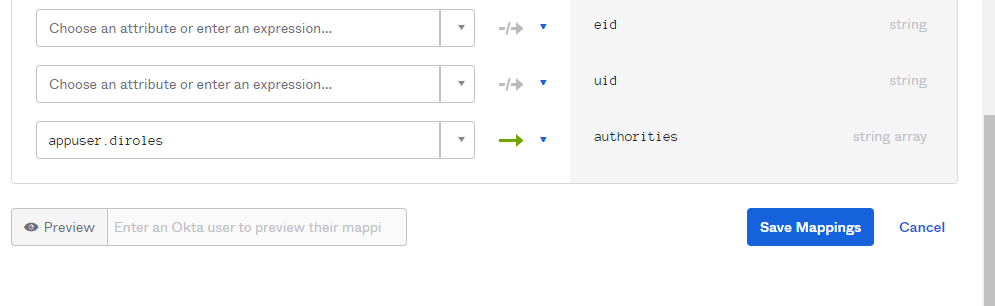 Choose an attribute or enter an expression... eid string
Choose an attribute or enter an expression... uid string
appuser.diroles authorities string array
Preview Enter an Okta user to preview their mappi Save Mappings Cancel